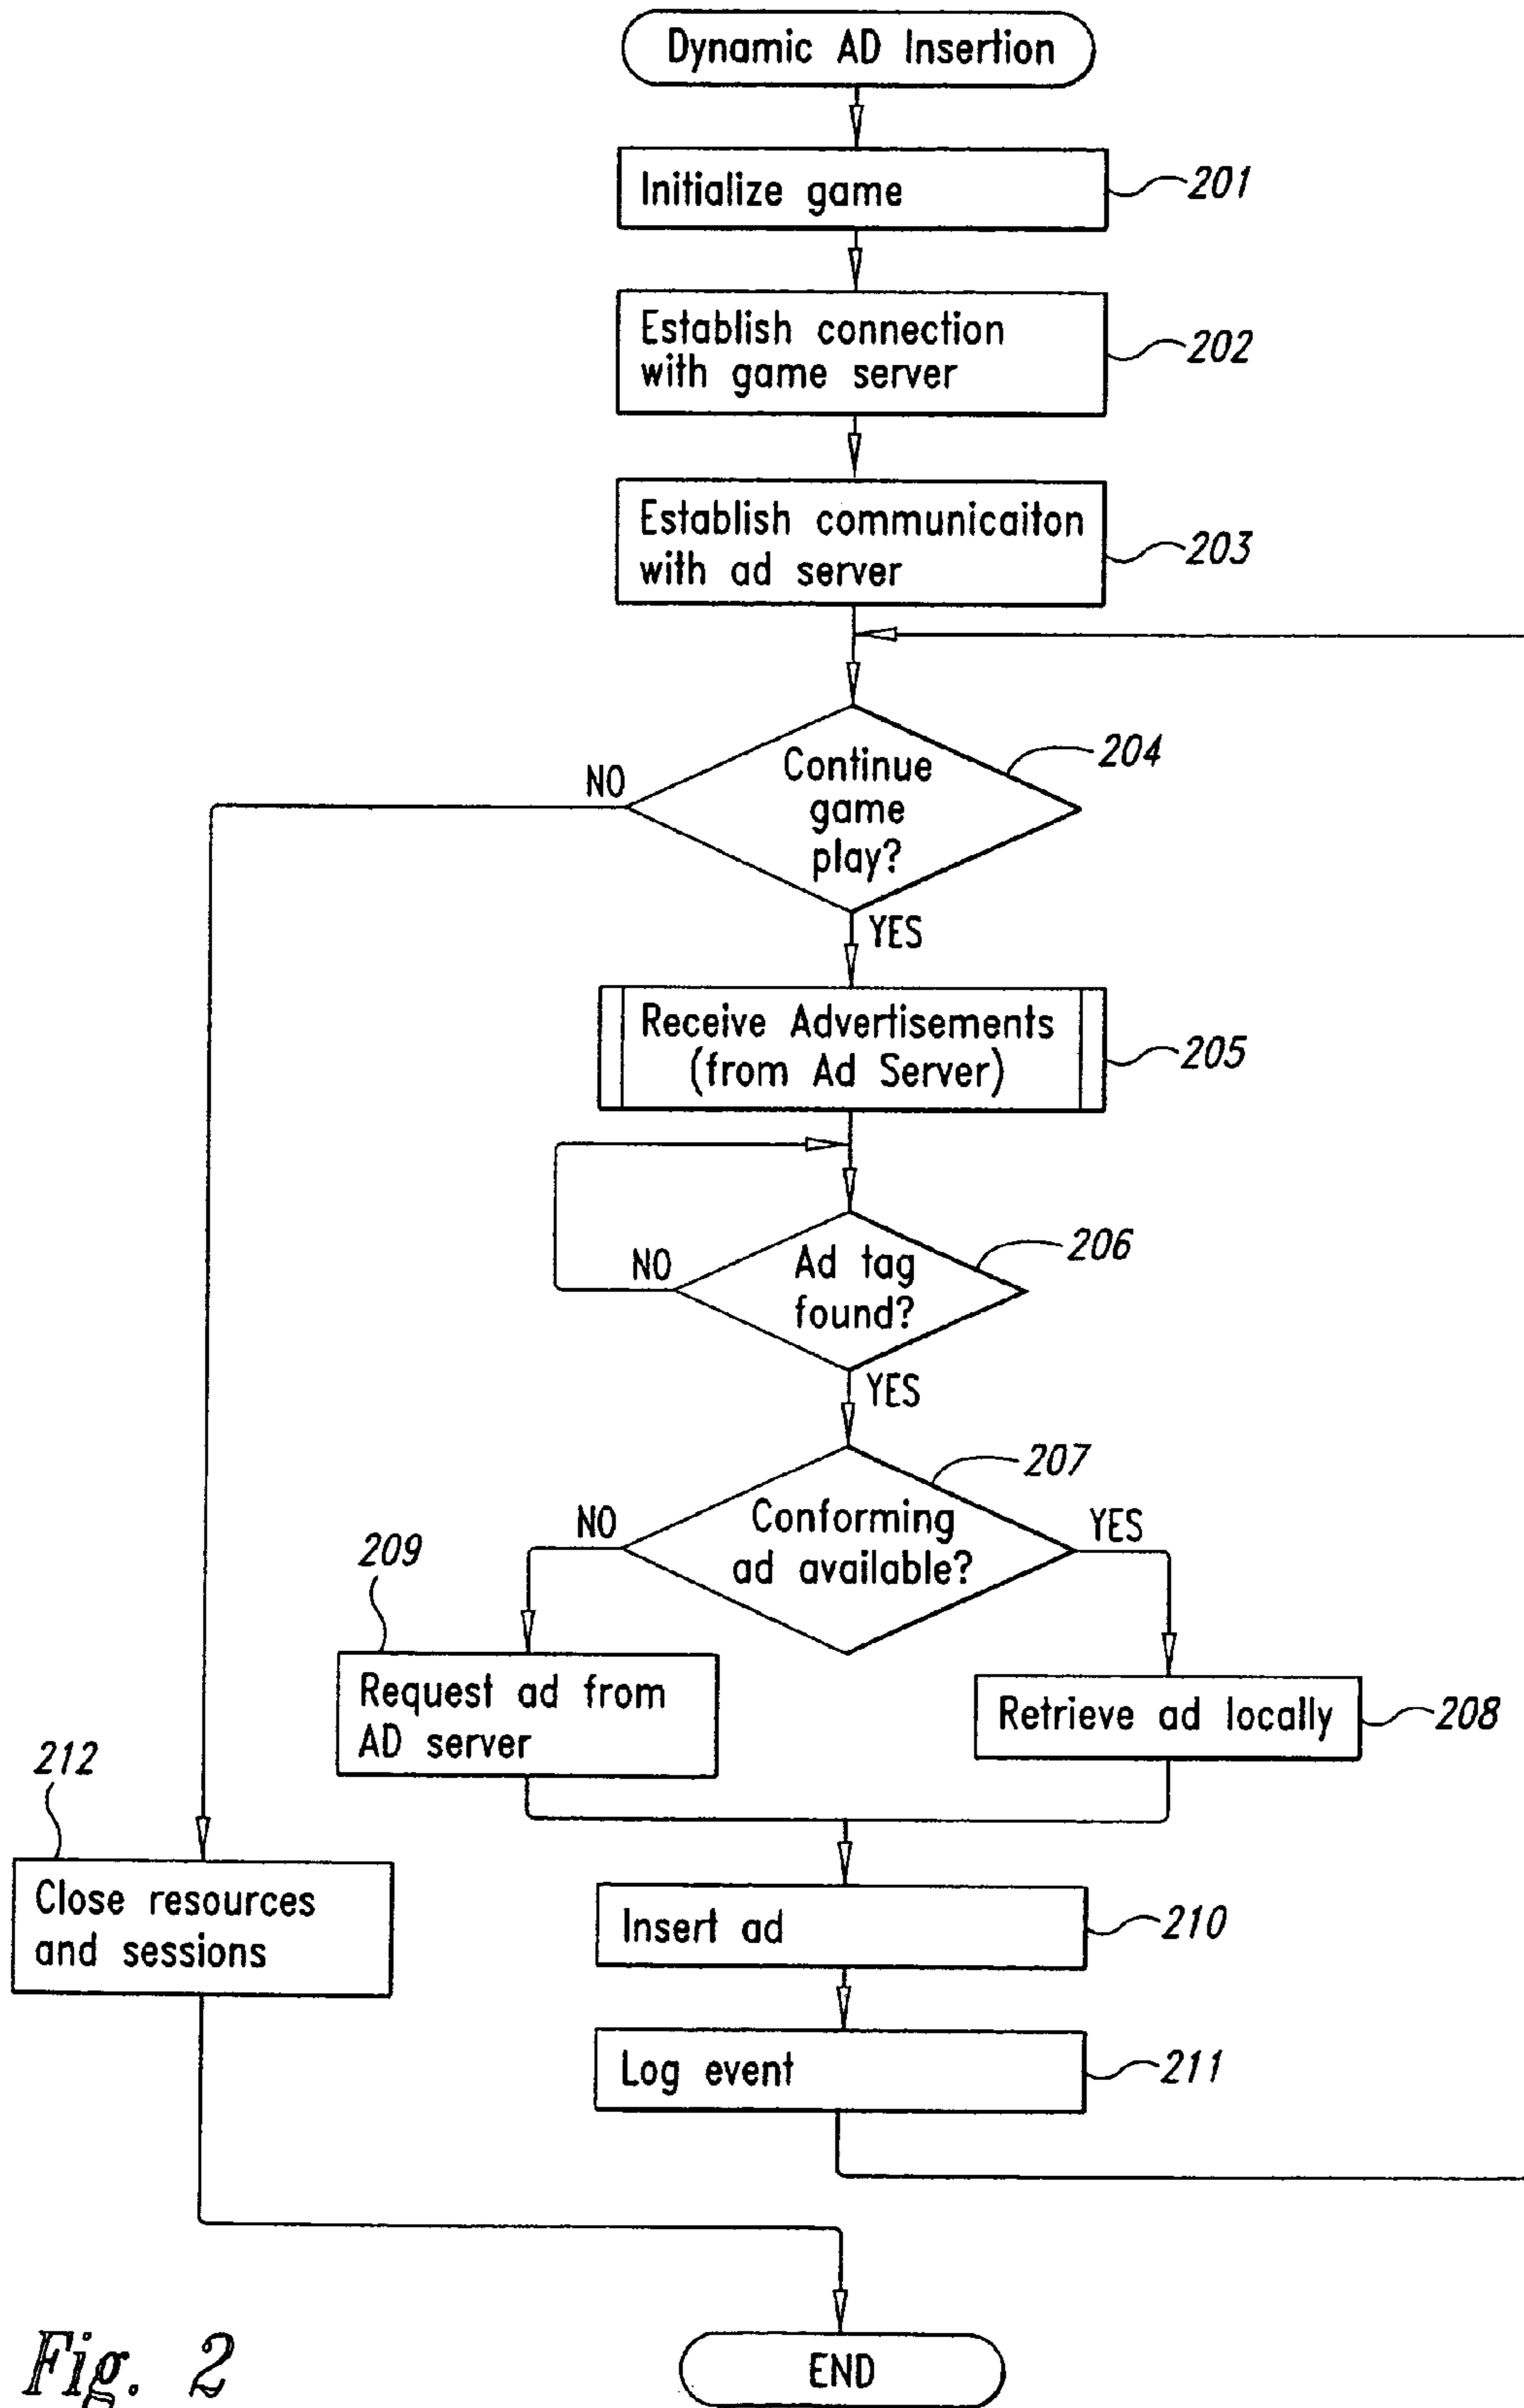 Dynamic AD Insertion
Initialize game
201
Establish connection
with game server
202
Establish communicaiton
with ad server
203
Continue
game
play?
204
NO
YES
Receive Advertisements
(from Ad Server)
205
Ad tag
found?
206
NO
YES
Conforming
ad available?
207
NO
YES
209
Request ad from
AD server
Retrieve ad locally
208
212
Close resources
and sessions
Insert ad
210
Log event
211
END
Fig. 2